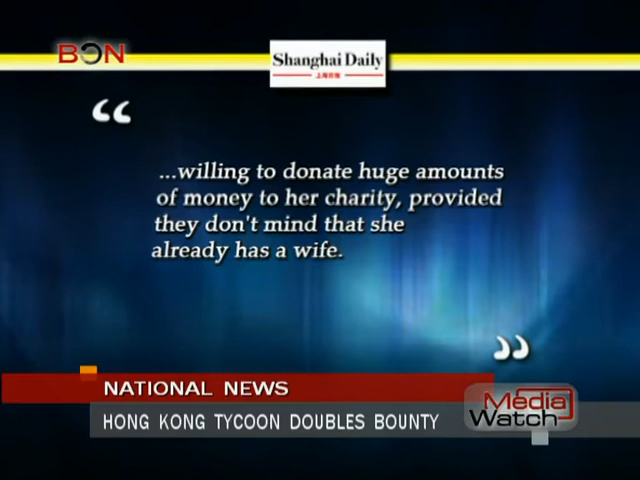 BON
Shanghai Daily
上海日报
“
...willing to donate huge amounts
of money to her charity, provided
they don't mind that she
already has a wife.
”
NATIONAL NEWS
HONG KONG TYCOON DOUBLES BOUNTY
Media
Watch